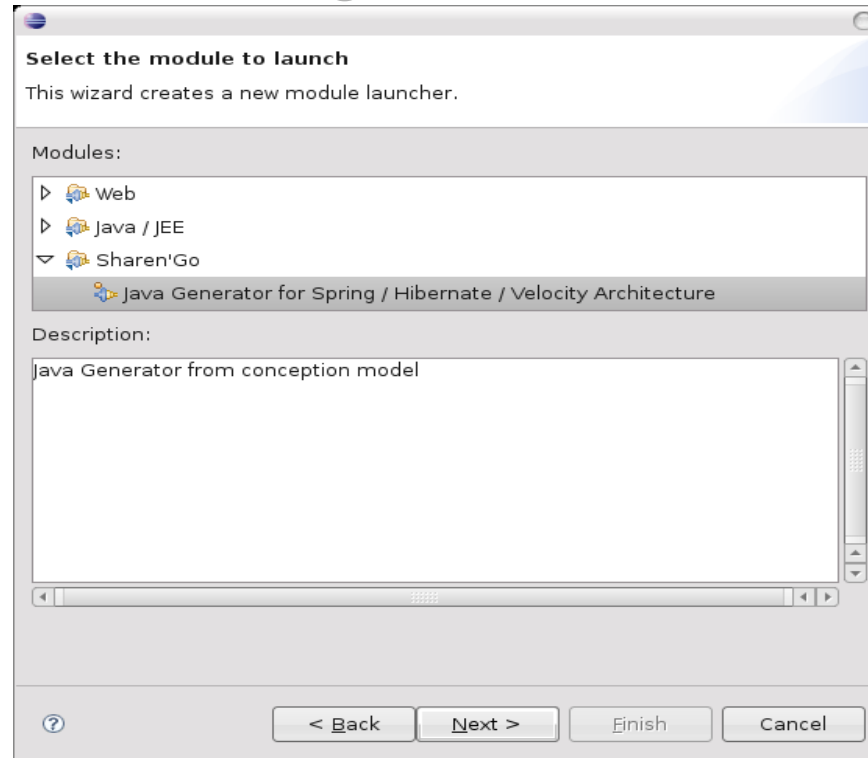 Select the module to launch
This wizard creates a new module launcher.
Modules:
Web
Java / JEE
Sharen'Go
Java Generator for Spring / Hibernate / Velocity Architecture
Description:
Java Generator from conception model
< Back
Next >
Finish
Cancel